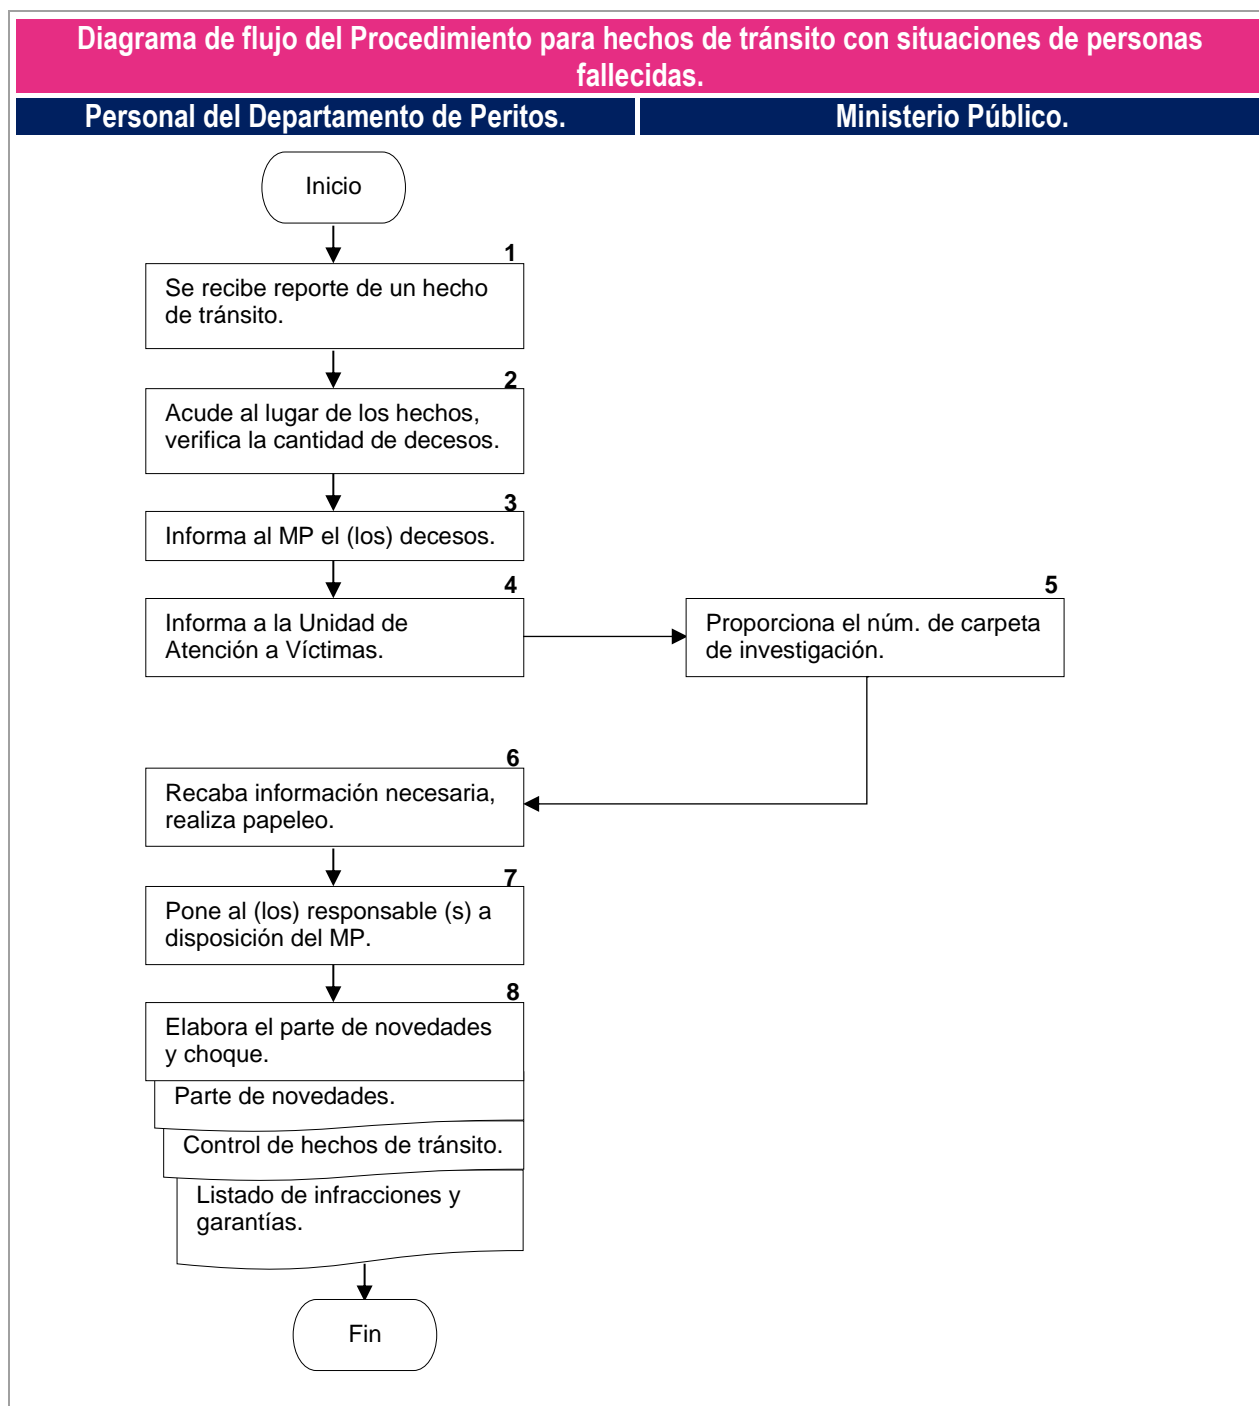 Diagrama de flujo del Procedimiento para hechos de tránsito con situaciones de personas
fallecidas.
Personal del Departamento de Peritos.
Ministerio Público.
Inicio
1
Se recibe reporte de un hecho
de tránsito.
2
Acude al lugar de los hechos,
verifica la cantidad de decesos.
3
Informa al MP el (los) decesos.
4
Informa a la Unidad de
Atención a Víctimas.
5
Proporciona el núm. de carpeta
de investigación.
6
Recaba información necesaria,
realiza papeleo.
7
Pone al (los) responsable (s) a
disposición del MP.
8
Elabora el parte de novedades
y choque.
Parte de novedades.
Control de hechos de tránsito.
Listado de infracciones y
garantías.
Fin